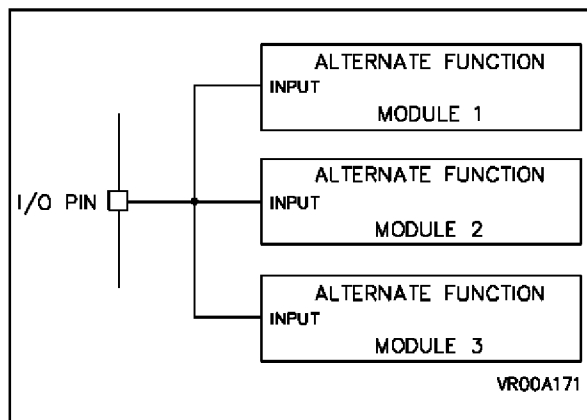 ALTERNATE FUNCTION
INPUT
MODULE 1
I/O PIN
ALTERNATE FUNCTION
INPUT
MODULE 2
ALTERNATE FUNCTION
INPUT
MODULE 3
VR00A171